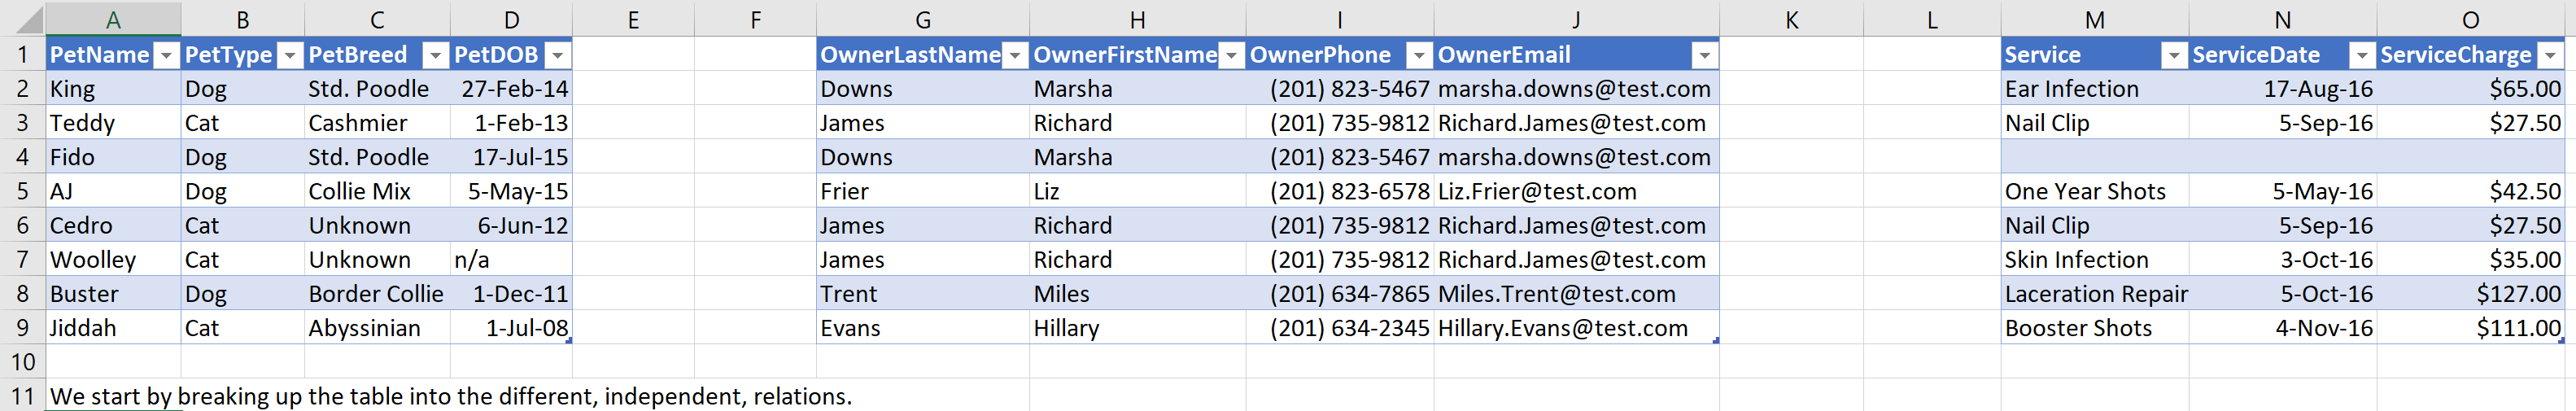 A B C D E F G H I J K L M N O
1 PetName PetType PetBreed PetDOB OwnerLastName OwnerFirstName OwnerPhone OwnerEmail Service ServiceDate ServiceCharge
2 King Dog Std. Poodle 27-Feb-14 Downs Marsha (201) 823-5467 marsha.downs@test.com Ear Infection 17-Aug-16 $65.00
3 Teddy Cat Cashmier 1-Feb-13 James Richard (201) 735-9812 Richard.James@test.com Nail Clip 5-Sep-16 $27.50
4 Fido Dog Std. Poodle 17-Jul-15 Downs Marsha (201) 823-5467 marsha.downs@test.com
5 AJ Dog Collie Mix 5-May-15 Frier Liz (201) 823-6578 Liz.Frier@test.com One Year Shots 5-May-16 $42.50
6 Cedro Cat Unknown 6-Jun-12 James Richard (201) 735-9812 Richard.James@test.com Nail Clip 5-Sep-16 $27.50
7 Woolley Cat Unknown n/a James Richard (201) 735-9812 Richard.James@test.com Skin Infection 3-Oct-16 $35.00
8 Buster Dog Border Collie 1-Dec-11 Trent Miles (201) 634-7865 Miles.Trent@test.com Laceration Repair 5-Oct-16 $127.00
9 Jiddah Cat Abyssinian 1-Jul-08 Evans Hillary (201) 634-2345 Hillary.Evans@test.com Booster Shots 4-Nov-16 $111.00
10
11 We start by breaking up the table into the different, independent, relations.